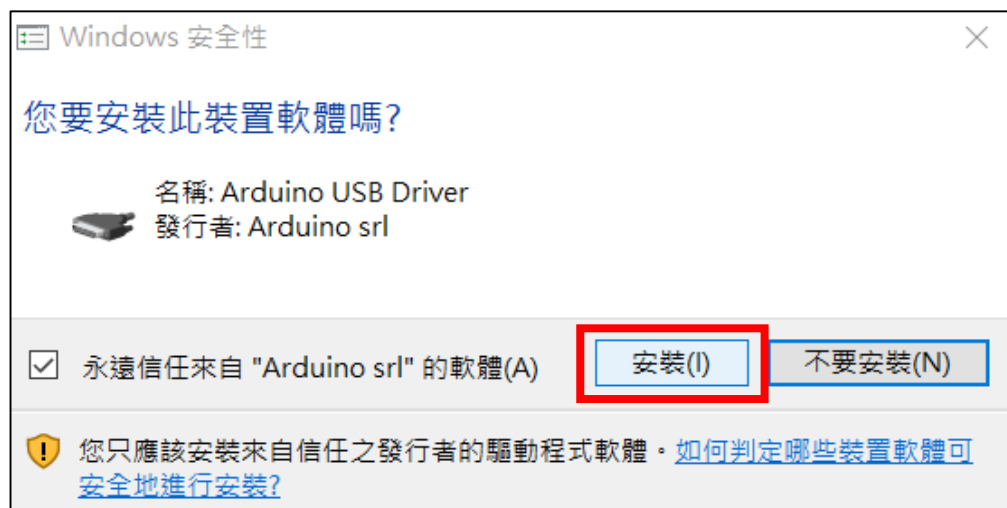 Windows 安全性
您要安裝此裝置軟體嗎?
名稱: Arduino USB Driver
發行者: Arduino srl
永遠信任來自 "Arduino srl" 的軟體(A)
安裝(I)
不要安裝(N)
您只應該安裝來自信任之發行者的驅動程式軟體。如何判定哪些裝置軟體可
安全地進行安裝?